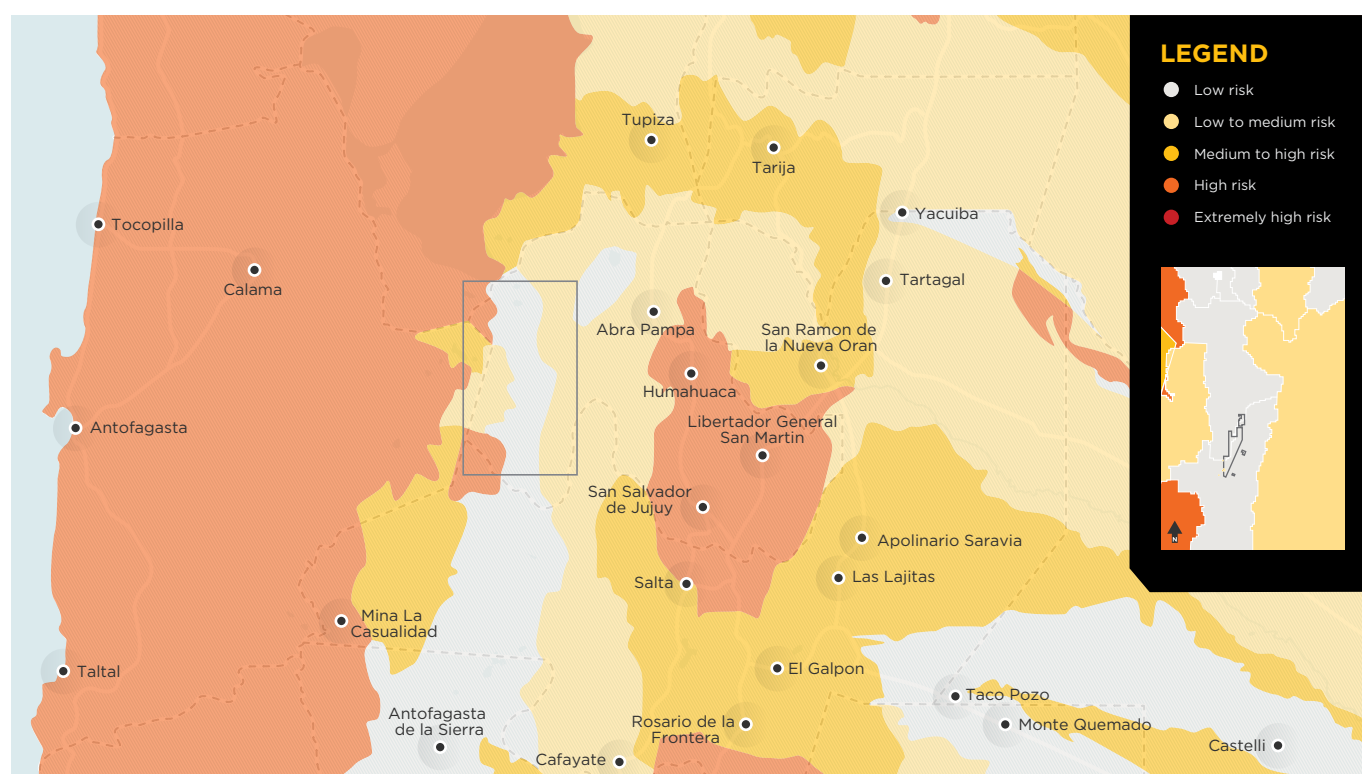 LEGEND
Low risk
Low to medium risk
Medium to high risk
High risk
Extremely high risk
N
Tupiza
Tarija
Tocopilla
Yacuiba
Calama
Tartagal
Abra Pampa
San Ramon de
la Nueva Oran
Humahuaca
Antofagasta
Libertador General
San Martin
San Salvador
de Jujuy
Apolinario Saravia
Salta
Las Lajitas
Mina La
Casualidad
Taltal
El Galpon
Taco Pozo
Antofagasta
de la Sierra
Rosario de la
Frontera
Monte Quemado
Castelli
Cafayate